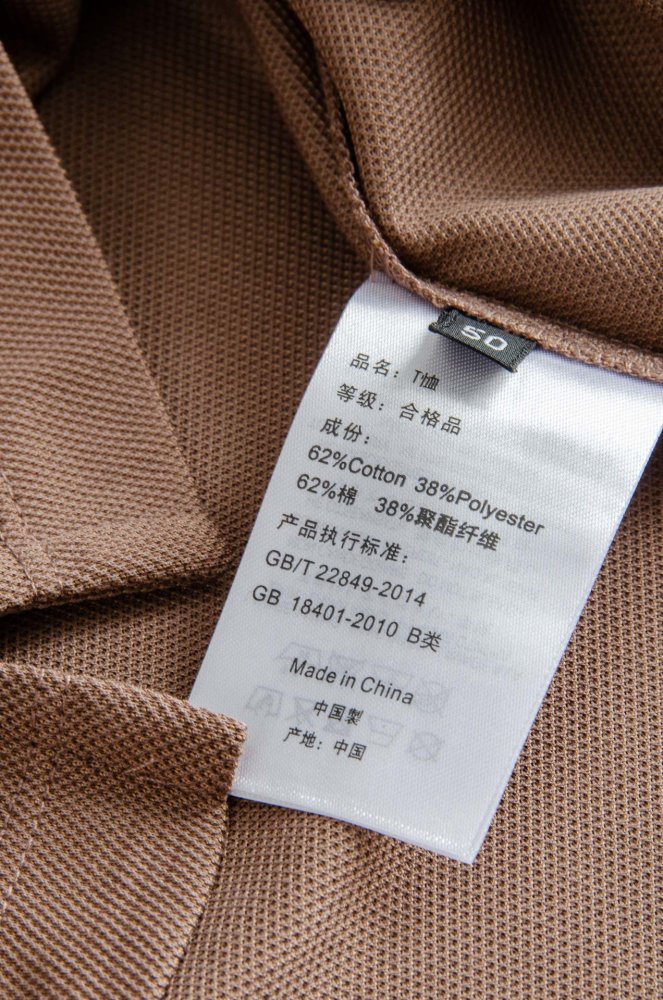 50
品名：T恤
等级：合格品
成份：
62%Cotton 38%Polyester
62%棉 38%聚酯纤维
产品执行标准：
GB/T 22849-2014
GB 18401-2010 B类
Made in China
中国製
产地：中国